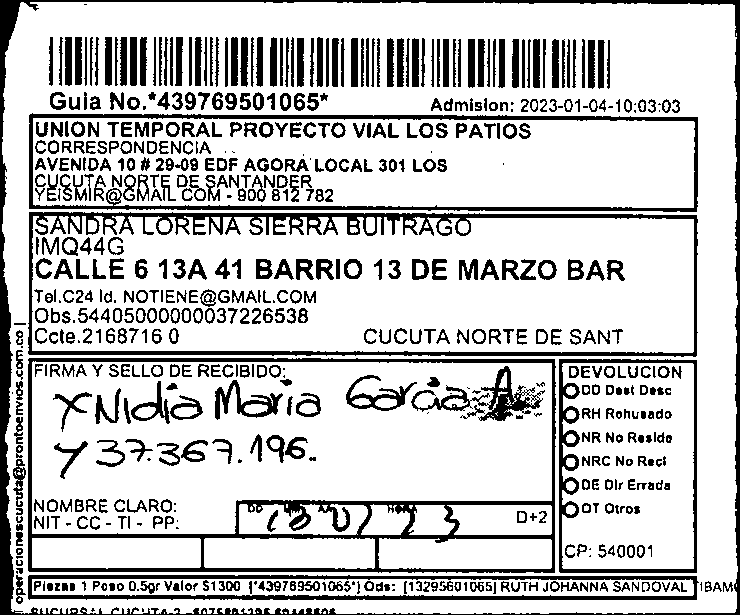 Guia No.*439769501065*
Admision: 2023-01-04-10:03:03
UNION TEMPORAL PROYECTO VIAL LOS PATIOS
CORRESPONDENCIA
AVENIDA 10 # 29-09 EDF AGORA LOCAL 301 LOS
CUCUTA NORTE DE SANTANDER
YEISMIR@GMAIL COM - 900 812 782
SANDRA LORENA SIERRA BUITRAGO
IMQ44G
CALLE 6 13A 41 BARRIO 13 DE MARZO BAR
Tel.C24 Id. NOTIENE@GMAIL.COM
Obs.54405000000037226538
Ccte.2168716 0
CUCUTA NORTE DE SANT
FIRMA Y SELLO DE RECIBIDO:
X Nidia Maria Garcia A
Y 37.367.196.
NOMBRE CLARO:
NIT - CC - TI - PP:
DD
HORA
D+2
DEVOLUCION
DD Dest Desc
RH Rehusado
NR No Reside
NRC No Reci
DE Dir Errada
OT Otros
CP: 540001
operacionescucuta@prontoenvios.com.co
Piezas 1 Peso 0.5gr Valor $1300 [*439769501065*] Ods: [13295601065] RUTH JOHANNA SANDOVAL TIBAM
SUCURSAL CUCUTA-2